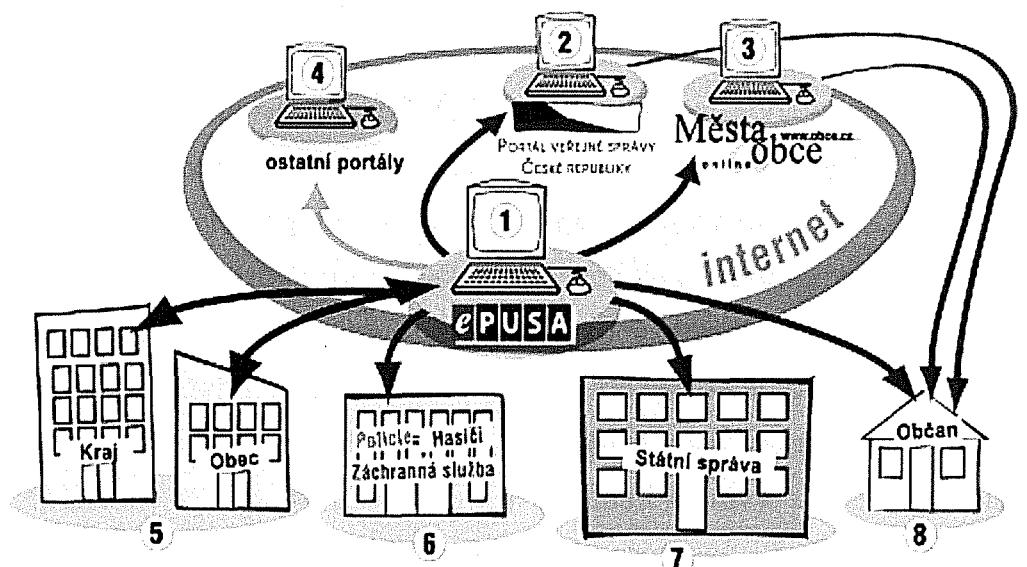 4
2
3
ostatní portály
PORTÁL VEŘEJNÉ SPRÁVY
ČESKÉ REPUBLIKY
Města
www.obce.cz
online
obce
1
internet
ePUSA
Kraj
Obec
Policie Hasiči
Záchranná služba
Státní správa
Občan
5
6
7
8